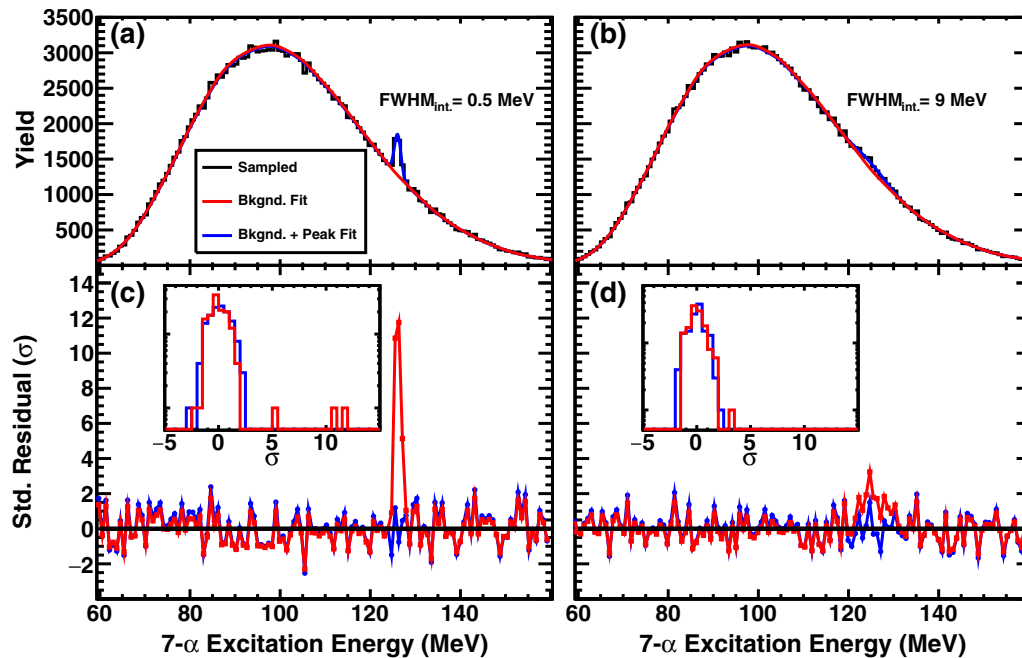 3500
3000
2500
2000
1500
1000
500
Yield
(a)
FWHM_int.= 0.5 MeV
Sampled
Bkgnd. Fit
Bkgnd. + Peak Fit
(b)
FWHM_int.= 9 MeV
14
12
10
8
6
4
2
0
−2
Std. Residual (σ)
(c)
−5 0 5 10
σ
(d)
−5 0 5 10
σ
60 80 100 120 140
7-α Excitation Energy (MeV)
60 80 100 120 140
7-α Excitation Energy (MeV)